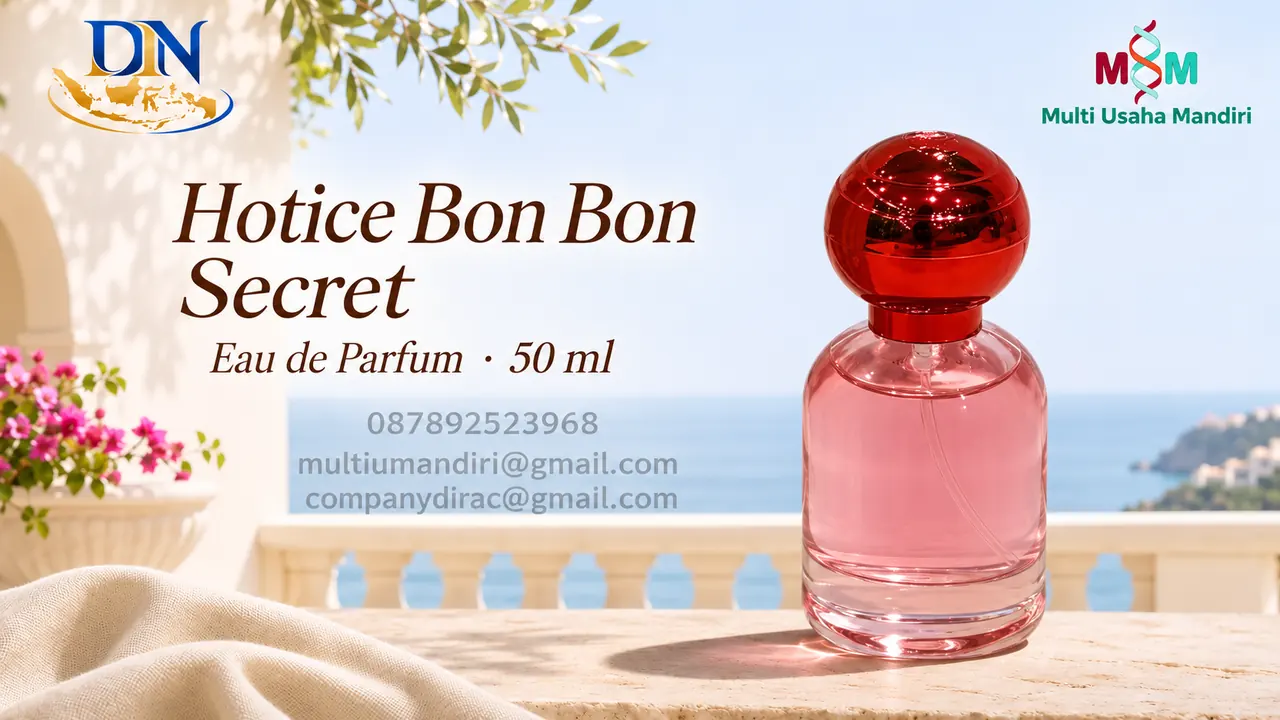 DN
M M
Multi Usaha Mandiri
Hotice Bon Bon
Secret
Eau de Parfum · 50 ml
087892523968
multiumandiri@gmail.com
companydirac@gmail.com